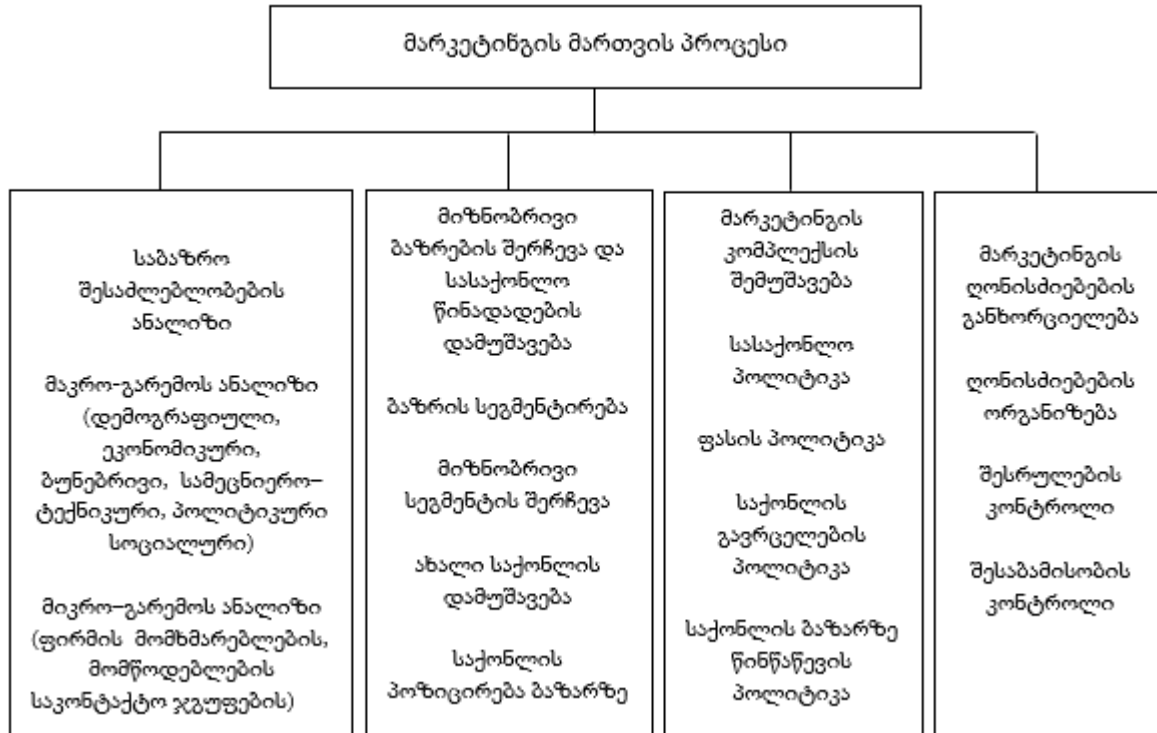 მარკეტინგის მართვის პროცესი
საბაზრო
შესაძლებლობების
ანალიზი
მაკრო-გარემოს ანალიზი
(დემოგრაფიული,
ეკონომიკური,
ბუნებრივი, სამეცნიერო–
ტექნიკური, პოლიტიკური
სოციალური)
მიკრო–გარემოს ანალიზი
(ფირმის მომხმარებლების,
მომწოდებლების
საკონტაქტო ჯგუფების)
მიზნობრივი
ბაზრების შერჩევა და
სასაქონლო
წინადადების
დამუშავება
ბაზრის სეგმენტირება
მიზნობრივი
სეგმენტის შერჩევა
ახალი საქონლის
დამუშავება
საქონლის
პოზიცირება ბაზარზე
მარკეტინგის
კომპლექსის
შემუშავება
სასაქონლო
პოლიტიკა
ფასის პოლიტიკა
საქონლის
გავრცელების
პოლიტიკა
საქონლის ბაზარზე
წინწაწევის
პოლიტიკა
მარკეტინგის
ღონისძიებების
განხორციელება
ღონისძიებების
ორგანიზება
შესრულების
კონტროლი
შესაბამისობის
კონტროლი